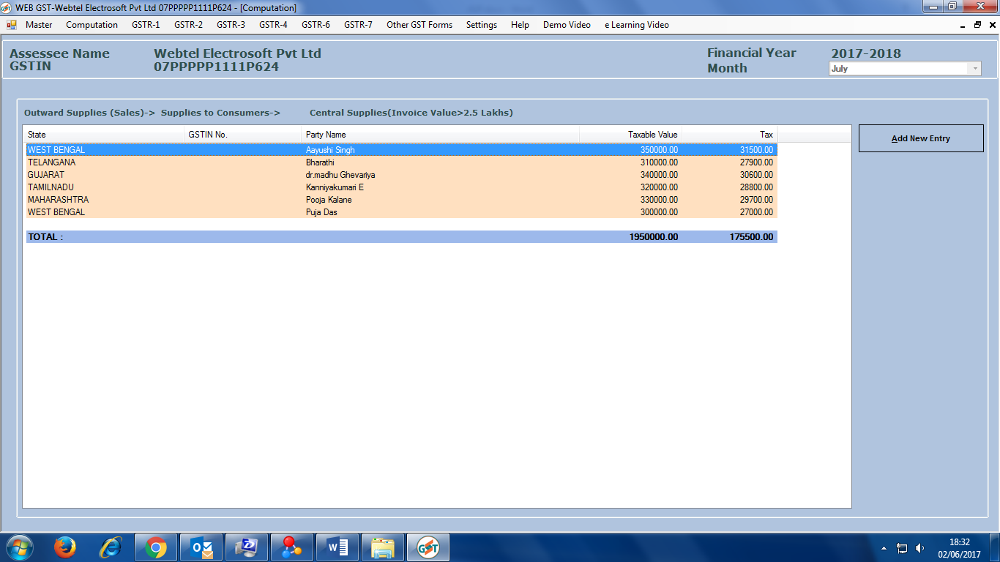 WEB GST-Webtel Electrosoft Pvt Ltd 07PPPPP1111P624 - [Computation]
Master Computation GSTR-1 GSTR-2 GSTR-3 GSTR-4 GSTR-6 GSTR-7 Other GST Forms Settings Help Demo Video e Learning Video
Assessee Name Webtel Electrosoft Pvt Ltd Financial Year 2017-2018
GSTIN 07PPPPP1111P624 Month July
Outward Supplies (Sales)-> Supplies to Consumers-> Central Supplies(Invoice Value>2.5 Lakhs)
State GSTIN No. Party Name Taxable Value Tax Add New Entry
WEST BENGAL Aayushi Singh 350000.00 31500.00
TELANGANA Bharathi 310000.00 27900.00
GUJARAT dr.madhu Ghevariya 340000.00 30600.00
TAMILNADU Kanniyakumari E 320000.00 28800.00
MAHARASHTRA Pooja Kalane 330000.00 29700.00
WEST BENGAL Puja Das 300000.00 27000.00
TOTAL : 1950000.00 175500.00
GST 18:32
02/06/2017